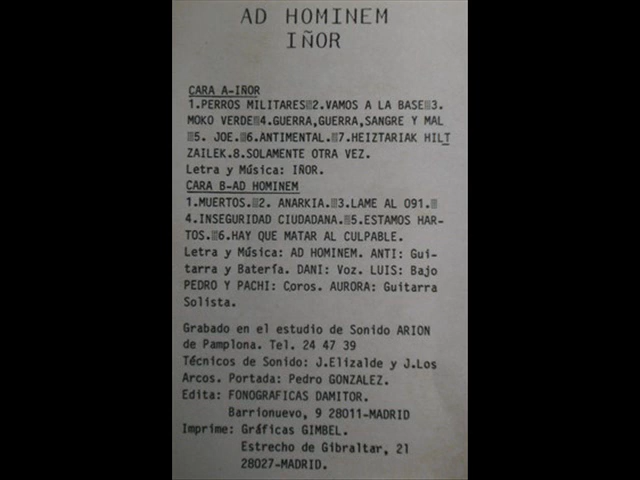 AD HOMINEM
IÑOR
CARA A-IÑOR
1.PERROS MILITARES 2.VAMOS A LA BASE 3.
MOKO VERDE 4.GUERRA,GUERRA,SANGRE Y MAL
5. JOE. 6.ANTIMENTAL. 7.HEIZTARIAK HILT
ZAILEK.8.SOLAMENTE OTRA VEZ.
Letra y Música: IÑOR.
CARA B-AD HOMINEM
1.MUERTOS. 2. ANARKIA. 3.LAME AL 091.
4.INSEGURIDAD CIUDADANA. 5.ESTAMOS HAR-
TOS. 6.HAY QUE MATAR AL CULPABLE.
Letra y Música: AD HOMINEM. ANTI: Gui-
tarra y Batería. DANI: Voz. LUIS: Bajo
PEDRO Y PACHI: Coros. AURORA: Guitarra
Solista.
Grabado en el estudio de Sonido ARION
de Pamplona. Tel. 24 47 39
Técnicos de Sonido: J.Elizalde y J.Los
Arcos. Portada: Pedro GONZALEZ.
Edita: FONOGRAFICAS DAMITOR.
Barrionuevo, 9 28011-MADRID
Imprime: Gráficas GIMBEL.
Estrecho de Gibraltar, 21
28027-MADRID.